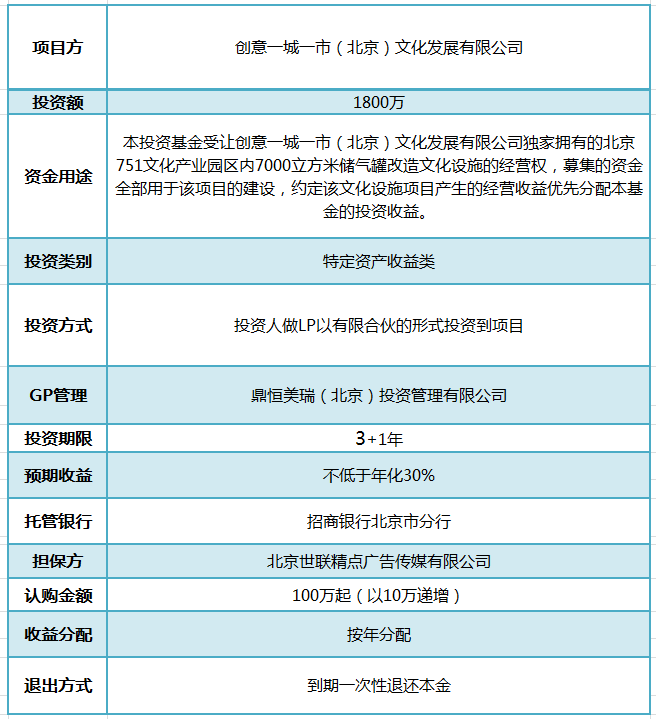 项目方
创意一城一市（北京）文化发展有限公司
投资额
1800万
资金用途
本投资基金受让创意一城一市（北京）文化发展有限公司独家拥有的北京
751文化产业园区内7000立方米储气罐改造文化设施的经营权，募集的资金
全部用于该项目的建设，约定该文化设施项目产生的经营收益优先分配本基
金的投资收益。
投资类别
特定资产收益类
投资方式
投资人做LP以有限合伙的形式投资到项目
GP管理
鼎恒美瑞（北京）投资管理有限公司
投资期限
3+1年
预期收益
不低于年化30%
托管银行
招商银行北京市分行
担保方
北京世联精点广告传媒有限公司
认购金额
100万起（以10万递增）
收益分配
按年分配
退出方式
到期一次性退还本金